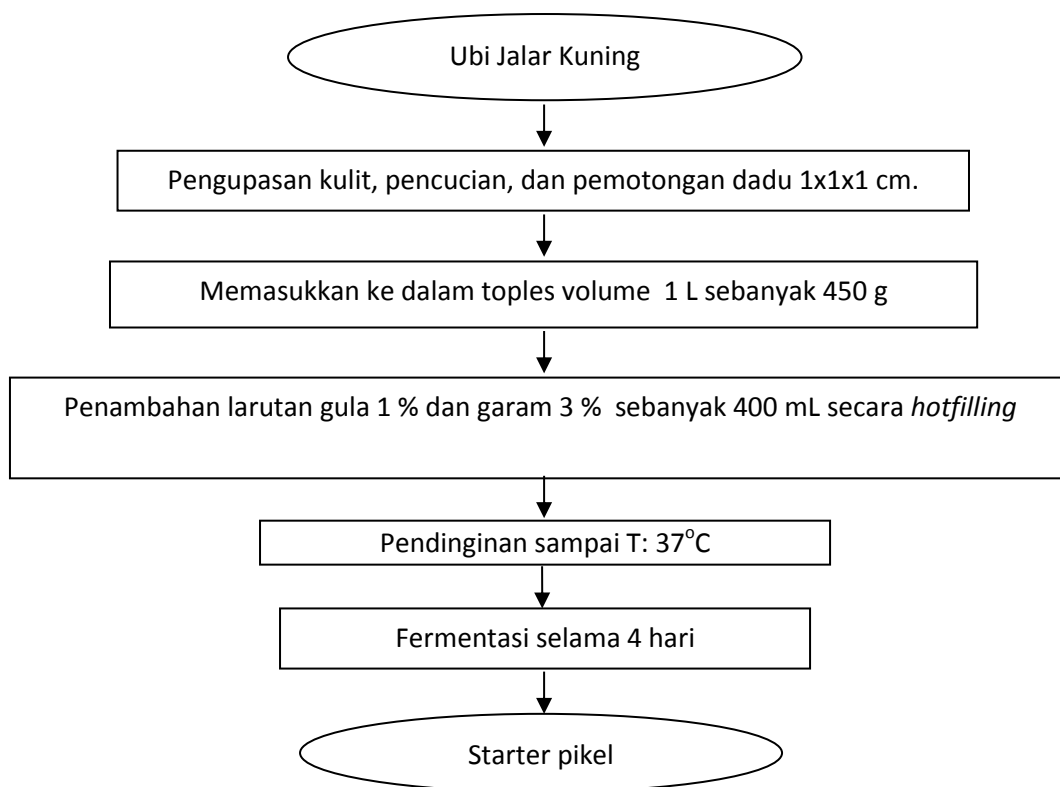 Ubi Jalar Kuning
Pengupasan kulit, pencucian, dan pemotongan dadu 1x1x1 cm.
Memasukkan ke dalam toples volume  1 L sebanyak 450 g
Penambahan larutan gula 1 % dan garam 3 %  sebanyak 400 mL secara hotfilling
Pendinginan sampai T: 37°C
Fermentasi selama 4 hari
Starter pikel